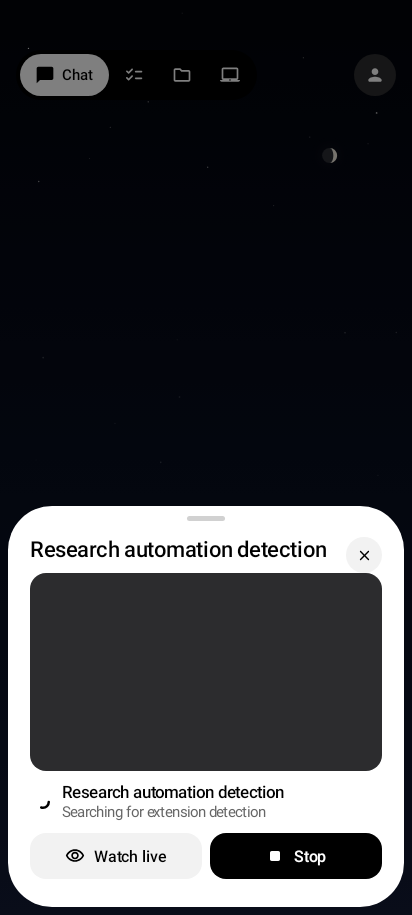 Chat
Research automation detection
Research automation detection
Searching for extension detection
Watch live
Stop